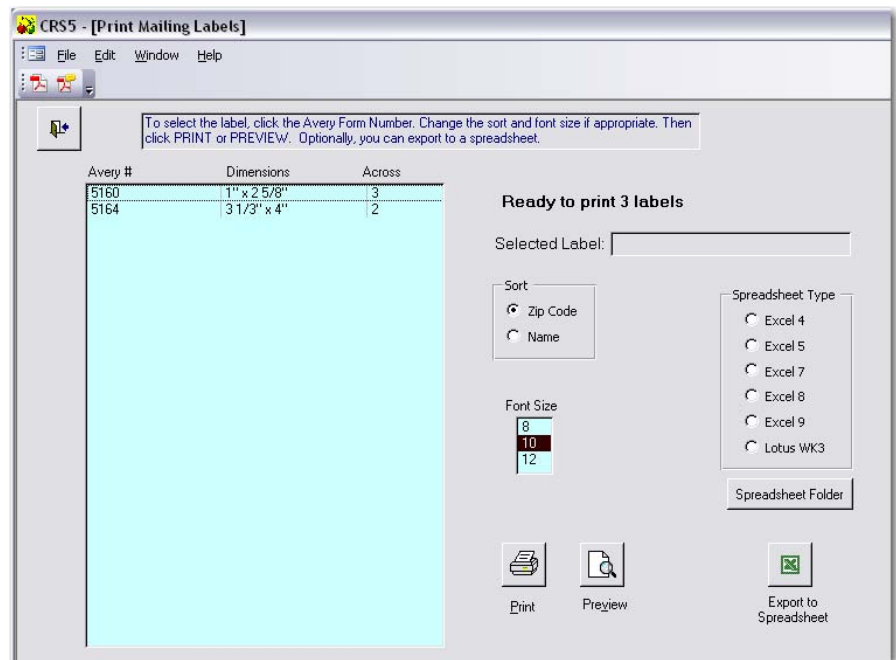 CRS5 - [Print Mailing Labels]
File Edit Window Help
To select the label, click the Avery Form Number. Change the sort and font size if appropriate. Then
click PRINT or PREVIEW. Optionally, you can export to a spreadsheet.
Avery # Dimensions Across
5160 1" x 2 5/8" 3
5164 3 1/3" x 4" 2
Ready to print 3 labels
Selected Label:
Sort
Zip Code
Name
Spreadsheet Type
Excel 4
Excel 5
Excel 7
Excel 8
Excel 9
Lotus WK3
Font Size
8
10
12
Spreadsheet Folder
Print
Preview
Export to
Spreadsheet